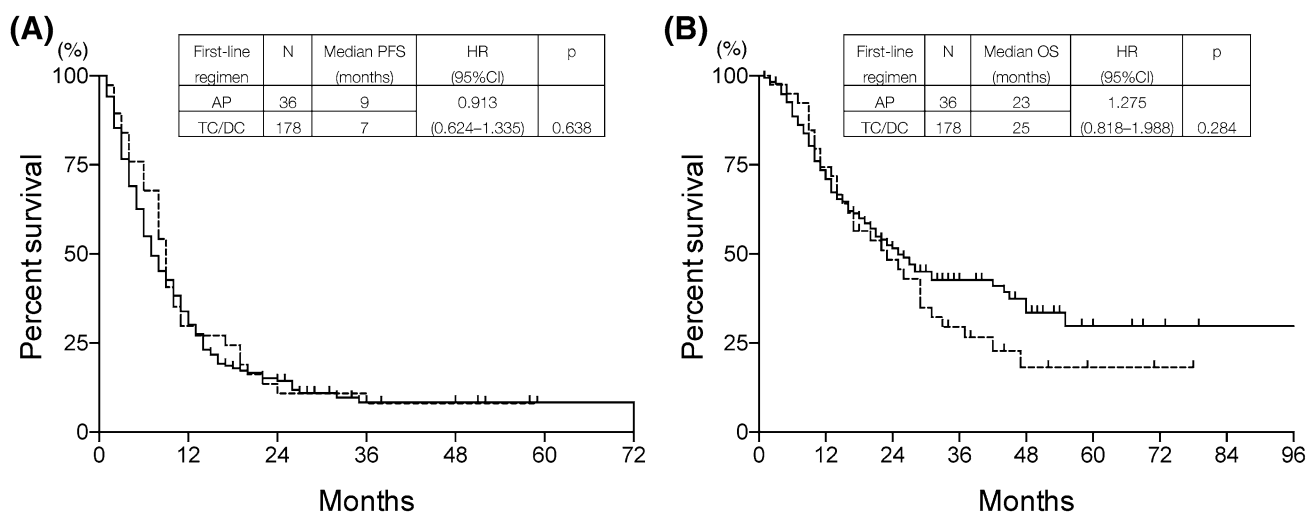 (A)
(%)
First-line N Median PFS HR p
regimen (months) (95%CI)
AP 36 9 0.913
TC/DC 178 7 (0.624–1.335) 0.638
100
75
50
25
0
Percent survival
0 12 24 36 48 60 72
Months
(B)
(%)
First-line N Median OS HR p
regimen (months) (95%CI)
AP 36 23 1.275
TC/DC 178 25 (0.818–1.988) 0.284
100
75
50
25
0
Percent survival
0 12 24 36 48 60 72 84 96
Months